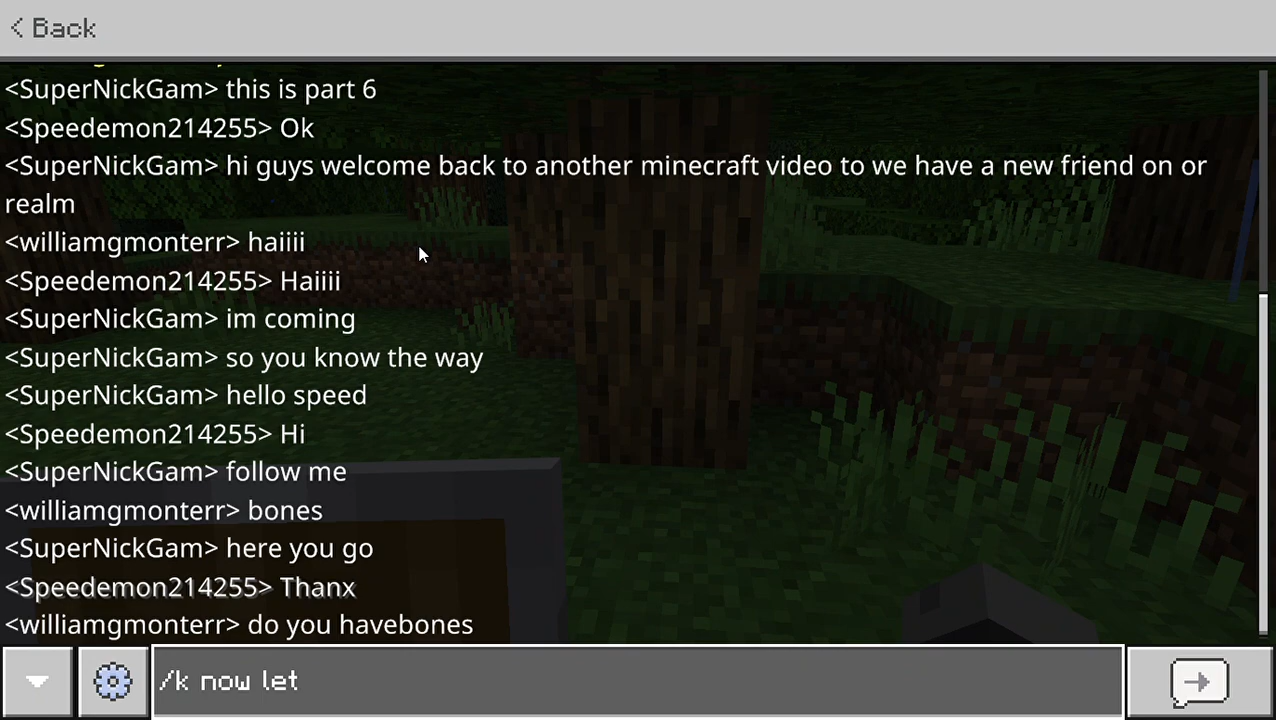 < Back
<SuperNickGam> this is part 6
<Speedemon214255> Ok
<SuperNickGam> hi guys welcome back to another minecraft video to we have a new friend on or
realm
<williamgmonterr> haiiii
<Speedemon214255> Haiiii
<SuperNickGam> im coming
<SuperNickGam> so you know the way
<SuperNickGam> hello speed
<Speedemon214255> Hi
<SuperNickGam> follow me
<williamgmonterr> bones
<SuperNickGam> here you go
<Speedemon214255> Thanx
<williamgmonterr> do you havebones
/k now let